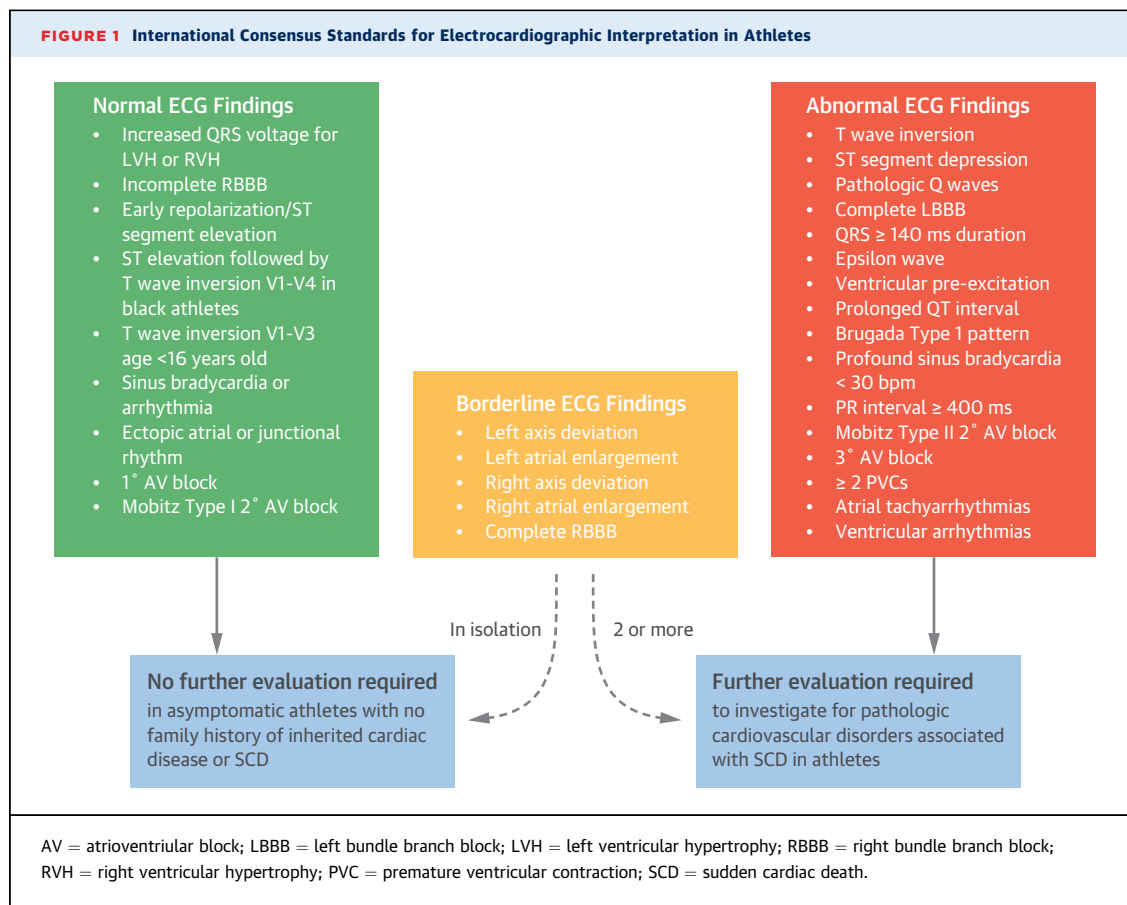 FIGURE 1 International Consensus Standards for Electrocardiographic Interpretation in Athletes
Normal ECG Findings
• Increased QRS voltage for
LVH or RVH
• Incomplete RBBB
• Early repolarization/ST
segment elevation
• ST elevation followed by
T wave inversion V1-V4 in
black athletes
• T wave inversion V1-V3
age <16 years old
• Sinus bradycardia or
arrhythmia
• Ectopic atrial or junctional
rhythm
• 1° AV block
• Mobitz Type I 2° AV block
Borderline ECG Findings
• Left axis deviation
• Left atrial enlargement
• Right axis deviation
• Right atrial enlargement
• Complete RBBB
Abnormal ECG Findings
• T wave inversion
• ST segment depression
• Pathologic Q waves
• Complete LBBB
• QRS ≥ 140 ms duration
• Epsilon wave
• Ventricular pre-excitation
• Prolonged QT interval
• Brugada Type 1 pattern
• Profound sinus bradycardia
< 30 bpm
• PR interval ≥ 400 ms
• Mobitz Type II 2° AV block
• 3° AV block
• ≥ 2 PVCs
• Atrial tachyarrhythmias
• Ventricular arrhythmias
In isolation
2 or more
No further evaluation required
in asymptomatic athletes with no
family history of inherited cardiac
disease or SCD
Further evaluation required
to investigate for pathologic
cardiovascular disorders associated
with SCD in athletes
AV = atrioventriular block; LBBB = left bundle branch block; LVH = left ventricular hypertrophy; RBBB = right bundle branch block;
RVH = right ventricular hypertrophy; PVC = premature ventricular contraction; SCD = sudden cardiac death.